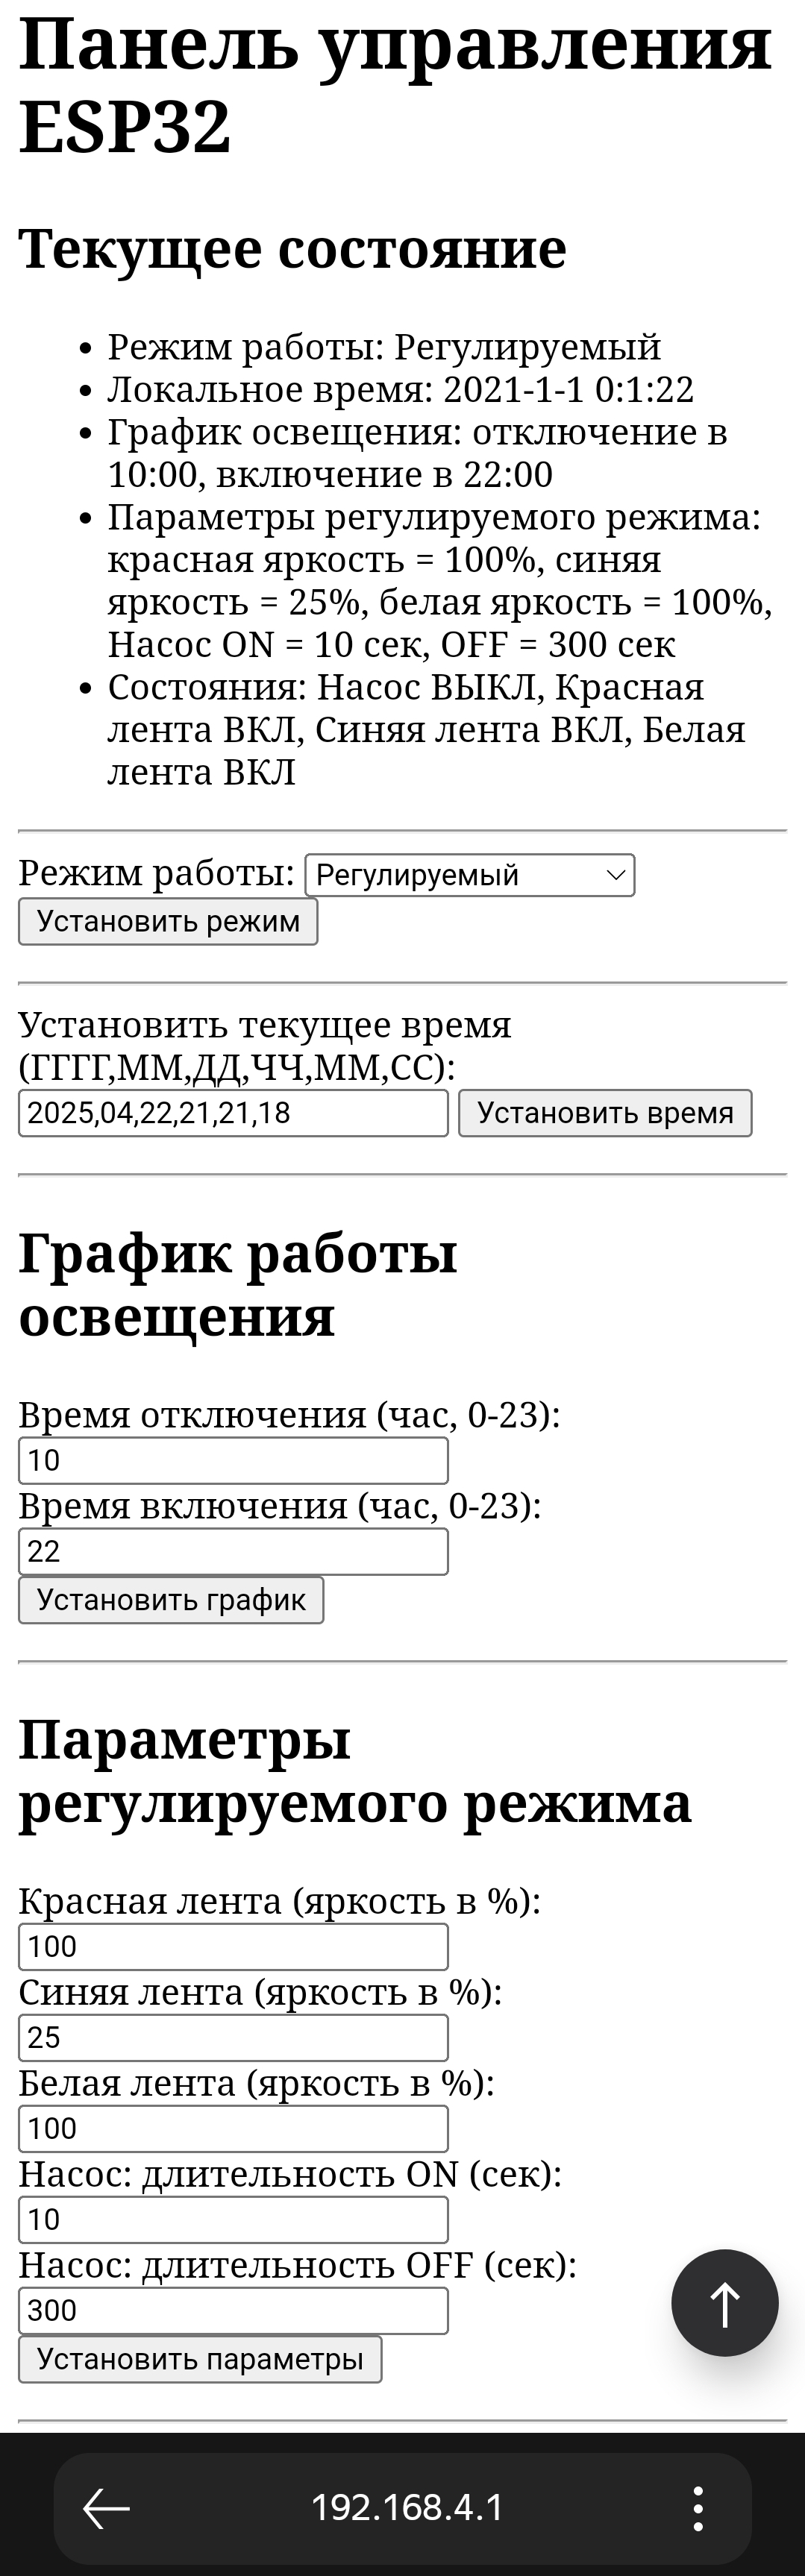 Панель управления
ESP32
Текущее состояние
• Режим работы: Регулируемый
• Локальное время: 2021-1-1 0:1:22
• График освещения: отключение в
10:00, включение в 22:00
• Параметры регулируемого режима:
красная яркость = 100%, синяя
яркость = 25%, белая яркость = 100%,
Насос ON = 10 сек, OFF = 300 сек
• Состояния: Насос ВЫКЛ, Красная
лента ВКЛ, Синяя лента ВКЛ, Белая
лента ВКЛ
Режим работы: Регулируемый
Установить режим
Установить текущее время
(ГГГГ,ММ,ДД,ЧЧ,ММ,СС):
2025,04,22,21,21,18 Установить время
График работы
освещения
Время отключения (час, 0-23):
10
Время включения (час, 0-23):
22
Установить график
Параметры
регулируемого режима
Красная лента (яркость в %):
100
Синяя лента (яркость в %):
25
Белая лента (яркость в %):
100
Насос: длительность ON (сек):
10
Насос: длительность OFF (сек):
300
Установить параметры
192.168.4.1